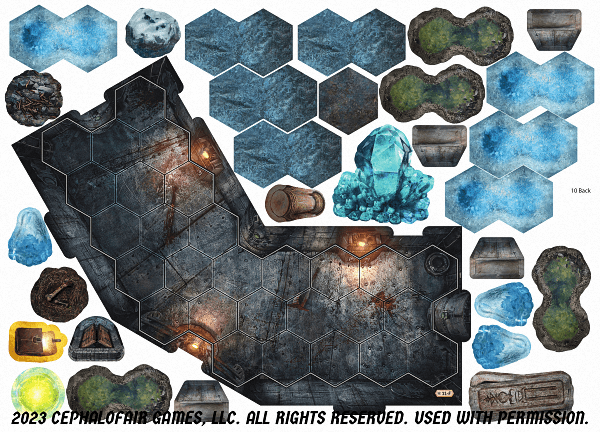 10 Back
2023 CEPHALOFAIR GAMES, LLC. ALL RIGHTS RESERVED. USED WITH PERMISSION.